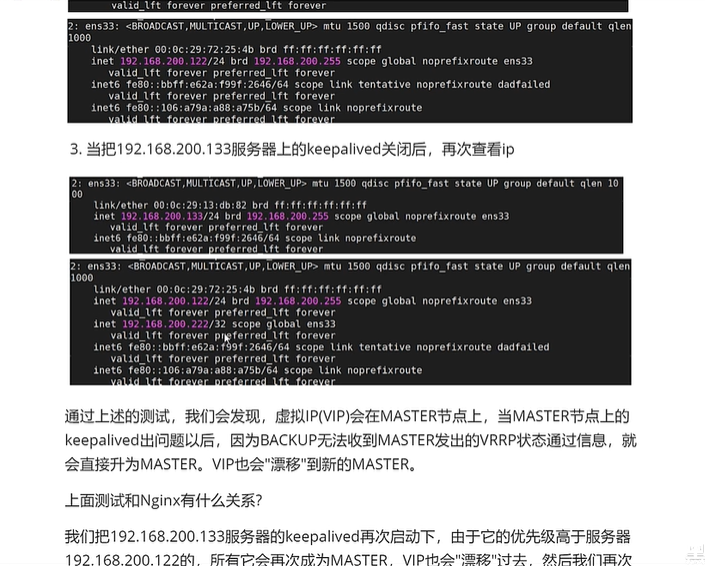 valid_lft forever preferred_lft forever
2: ens33: <BROADCAST,MULTICAST,UP,LOWER_UP> mtu 1500 qdisc pfifo_fast state UP group default qlen
1000
link/ether 00:0c:29:72:25:4b brd ff:ff:ff:ff:ff:ff
inet 192.168.200.122/24 brd 192.168.200.255 scope global noprefixroute ens33
valid_lft forever preferred_lft forever
inet6 fe80::bbff:e62a:f99f:2646/64 scope link tentative noprefixroute dadfailed
valid_lft forever preferred_lft forever
inet6 fe80::106:a79a:a88:a75b/64 scope link noprefixroute
valid_lft forever preferred_lft forever
3. 当把192.168.200.133服务器上的keepalived关闭后，再次查看ip
2: ens33: <BROADCAST,MULTICAST,UP,LOWER_UP> mtu 1500 qdisc pfifo_fast state UP group default qlen 10
00
link/ether 00:0c:29:13:db:82 brd ff:ff:ff:ff:ff:ff
inet 192.168.200.133/24 brd 192.168.200.255 scope global noprefixroute ens33
valid_lft forever preferred_lft forever
inet6 fe80::bbff:e62a:f99f:2646/64 scope link noprefixroute
valid_lft forever preferred_lft forever
2: ens33: <BROADCAST,MULTICAST,UP,LOWER_UP> mtu 1500 qdisc pfifo_fast state UP group default qlen
1000
link/ether 00:0c:29:72:25:4b brd ff:ff:ff:ff:ff:ff
inet 192.168.200.122/24 brd 192.168.200.255 scope global noprefixroute ens33
valid_lft forever preferred_lft forever
inet 192.168.200.222/32 scope global ens33
valid_lft forever preferred_lft forever
inet6 fe80::bbff:e62a:f99f:2646/64 scope link tentative noprefixroute dadfailed
valid_lft forever preferred_lft forever
inet6 fe80::106:a79a:a88:a75b/64 scope link noprefixroute
valid_lft forever preferred_lft forever
通过上述的测试，我们会发现，虚拟IP(VIP)会在MASTER节点上，当MASTER节点上的
keepalived出问题以后，因为BACKUP无法收到MASTER发出的VRRP状态通过信息，就
会直接升为MASTER。VIP也会"漂移"到新的MASTER。
上面测试和Nginx有什么关系?
我们把192.168.200.133服务器的keepalived再次启动下，由于它的优先级高于服务器
192.168.200.122的，所有它会再次成为MASTER，VIP也会"漂移"过去，然后我们再次